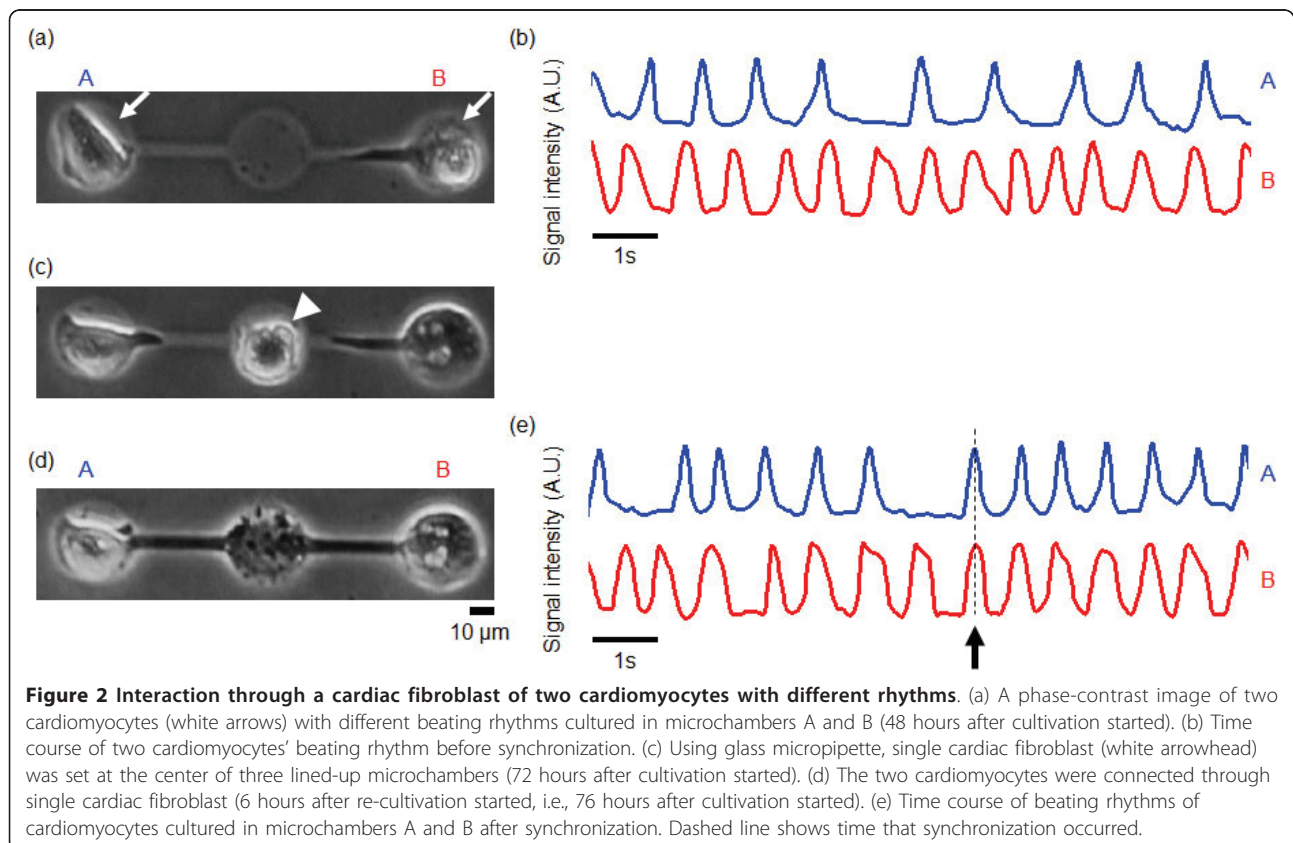 (a)
A
B
(b)
Signal intensity (A.U.)
A
B
1s
(c)
(d)
A
B
10 µm
(e)
Signal intensity (A.U.)
A
B
1s
Figure 2 Interaction through a cardiac fibroblast of two cardiomyocytes with different rhythms. (a) A phase-contrast image of two
cardiomyocytes (white arrows) with different beating rhythms cultured in microchambers A and B (48 hours after cultivation started). (b) Time
course of two cardiomyocytes' beating rhythm before synchronization. (c) Using glass micropipette, single cardiac fibroblast (white arrowhead)
was set at the center of three lined-up microchambers (72 hours after cultivation started). (d) The two cardiomyocytes were connected through
single cardiac fibroblast (6 hours after re-cultivation started, i.e., 76 hours after cultivation started). (e) Time course of beating rhythms of
cardiomyocytes cultured in microchambers A and B after synchronization. Dashed line shows time that synchronization occurred.